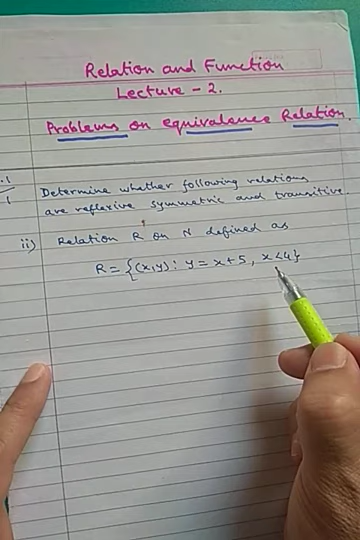 Relation and Function
Lecture - 2.
Problems on equivalence Relation.
Determine whether following relations
are reflexive symmetric and transitive
ii) Relation R on N defined as
R = {(x,y) : y = x+5, x<4}